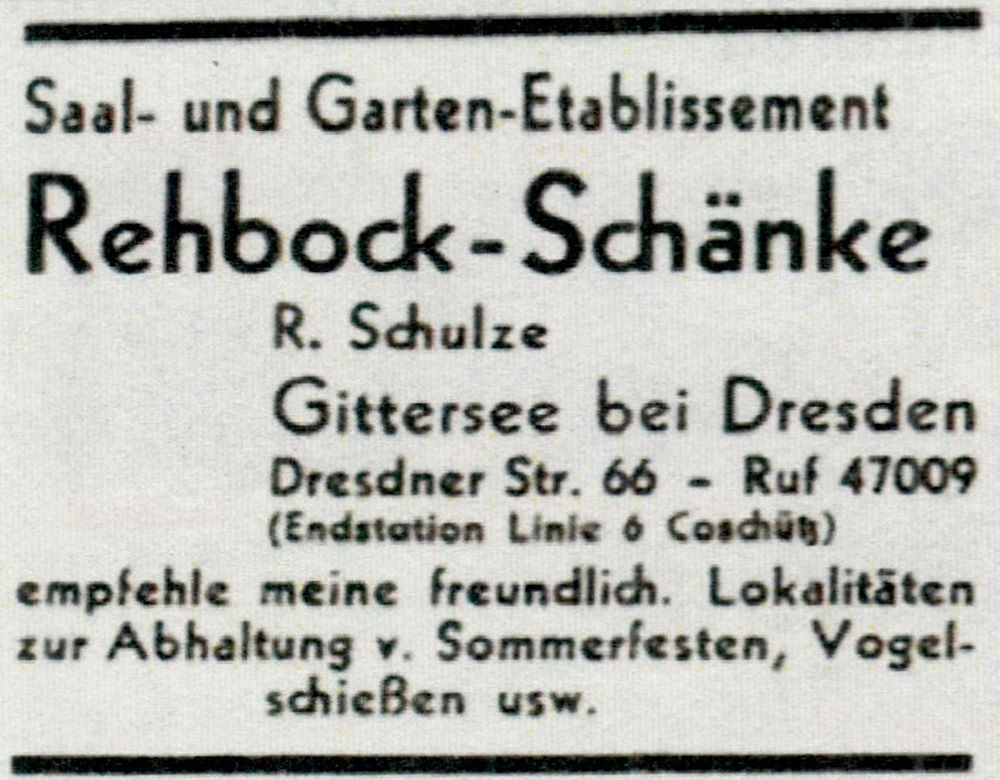 Saal- und Garten-Etablissement
Rehbock-Schänke
R. Schulze
Gittersee bei Dresden
Dresdner Str. 66 - Ruf 47009
(Endstation Linie 6 Coschütz)
empfehle meine freundlich. Lokalitäten
zur Abhaltung v. Sommerfesten, Vogel-
schießen usw.